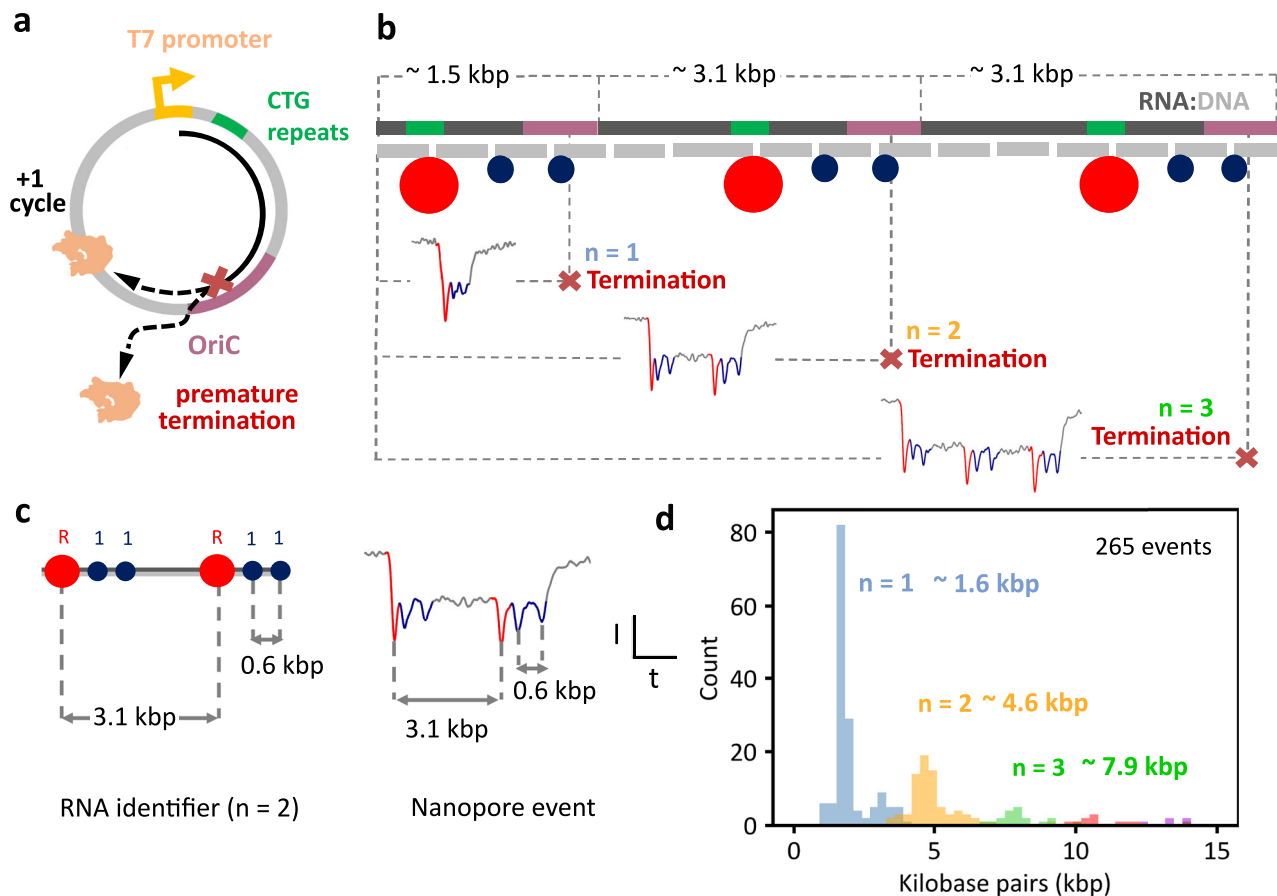 a
T7 promoter
CTG
repeats
+1
cycle
OriC
premature
termination
b
~ 1.5 kbp
~ 3.1 kbp
~ 3.1 kbp
RNA:DNA
n = 1
Termination
n = 2
Termination
n = 3
Termination
c
R 1 1 R 1 1
0.6 kbp
3.1 kbp
RNA identifier (n = 2)
0.6 kbp
3.1 kbp
Nanopore event
I
t
d
265 events
n = 1 ~ 1.6 kbp
n = 2 ~ 4.6 kbp
n = 3 ~ 7.9 kbp
Count
80
60
40
20
0
0 5 10 15
Kilobase pairs (kbp)